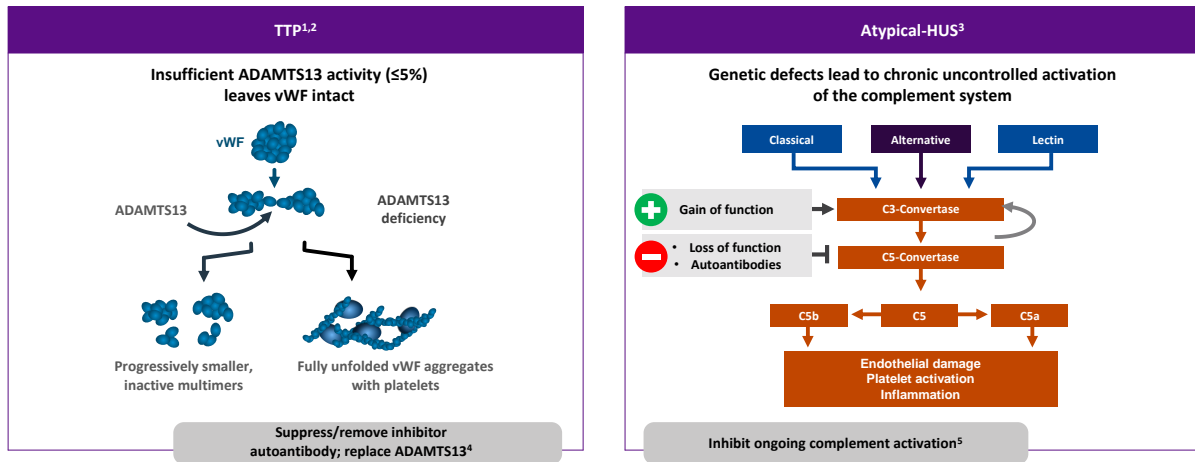 TTP1,2
Insufficient ADAMTS13 activity (≤5%)
leaves vWF intact
vWF
ADAMTS13
ADAMTS13
deficiency
Progressively smaller,
inactive multimers
Fully unfolded vWF aggregates
with platelets
Suppress/remove inhibitor
autoantibody; replace ADAMTS13⁴
Atypical-HUS³
Genetic defects lead to chronic uncontrolled activation
of the complement system
Classical
Alternative
Lectin
Gain of function
C3-Convertase
• Loss of function
• Autoantibodies
C5-Convertase
C5b
C5
C5a
Endothelial damage
Platelet activation
Inflammation
Inhibit ongoing complement activation⁵